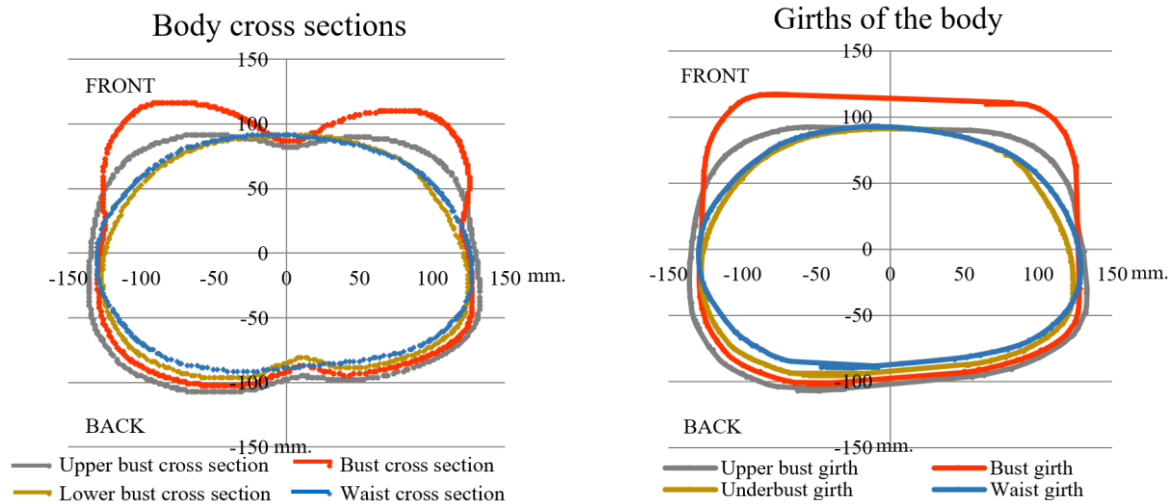 Body cross sections
150
FRONT
100
50
0
-150 -100 -50 0 50 100 150 mm.
-50
-100
BACK
-150 mm.
Upper bust cross section Bust cross section
Lower bust cross section Waist cross section
Girths of the body
150
FRONT
100
50
0
-150 -100 -50 0 50 100 150 mm.
-50
-100
BACK
-150 mm.
Upper bust girth Bust girth
Underbust girth Waist girth